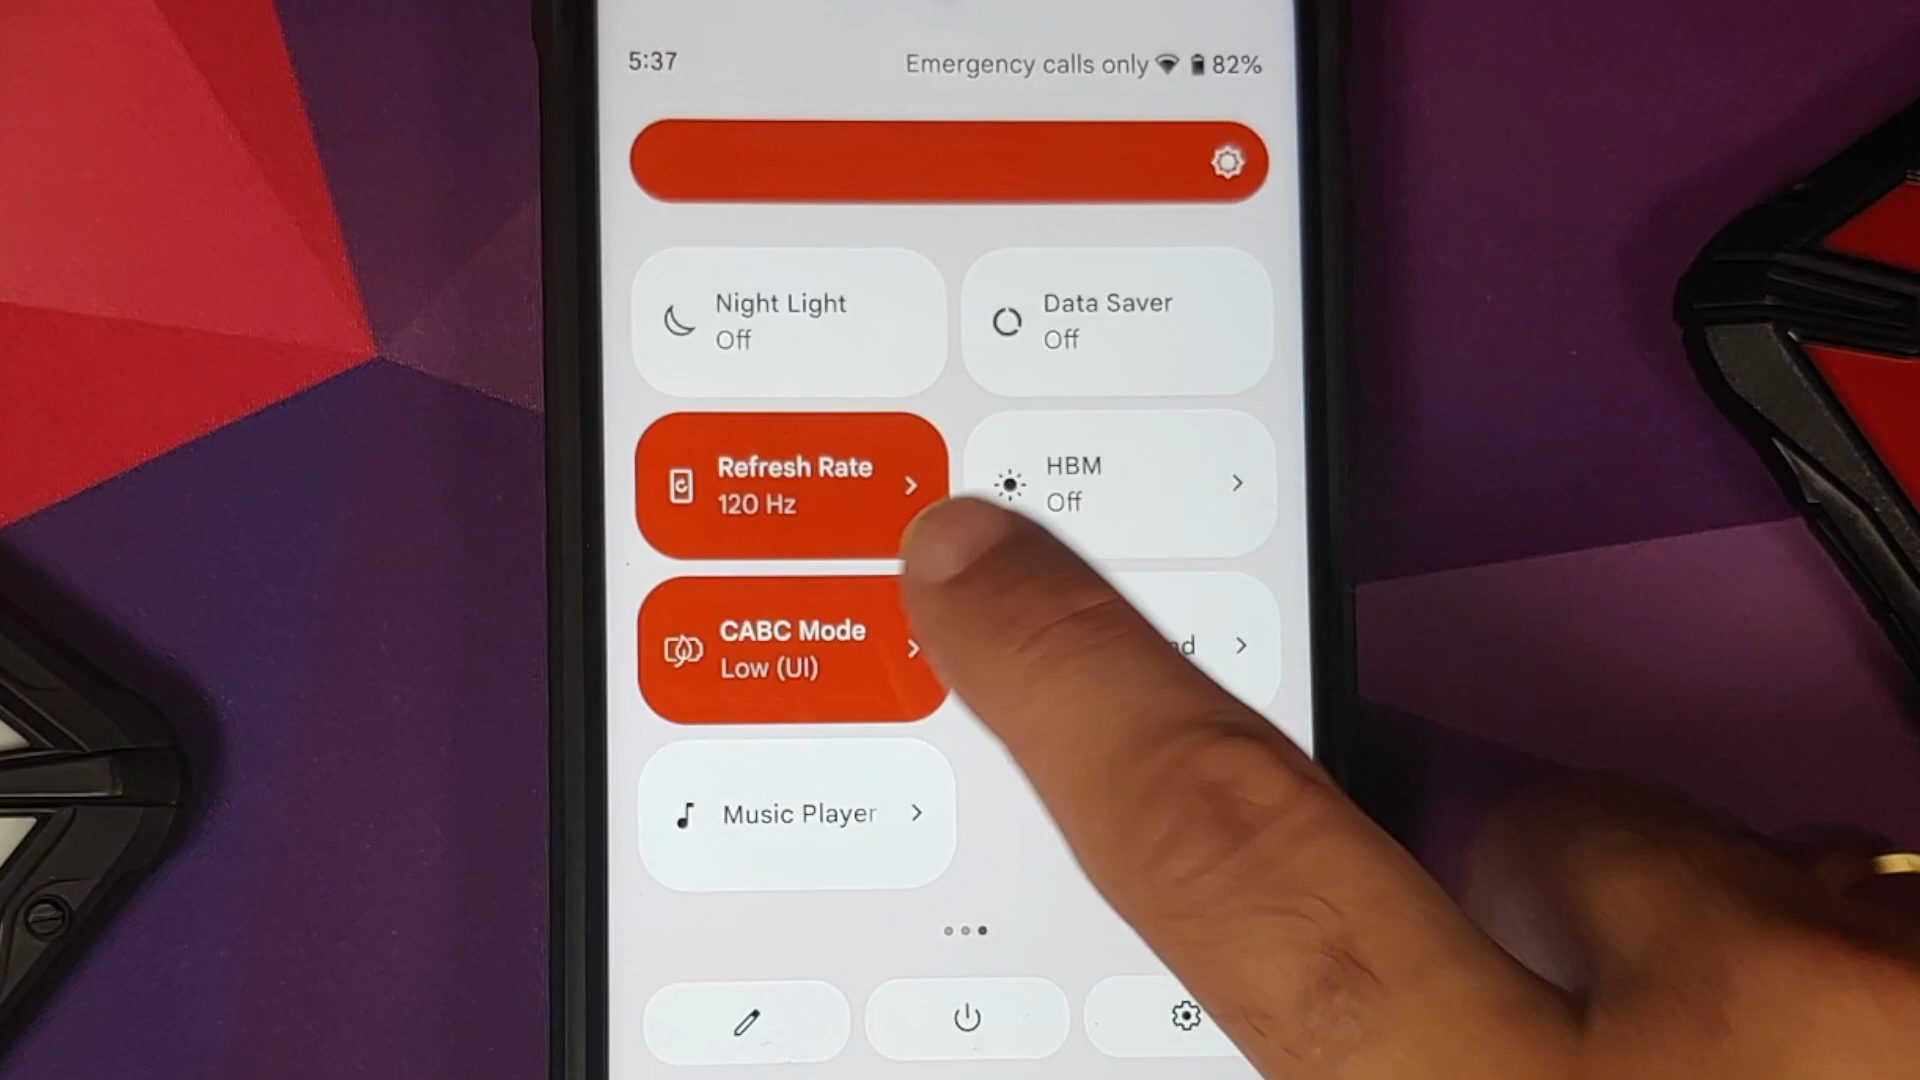 5:37
Emergency calls only 82%
Night Light
Off
Data Saver
Off
Refresh Rate
120 Hz
HBM
Off
CABC Mode
Low (UI)
Music Player